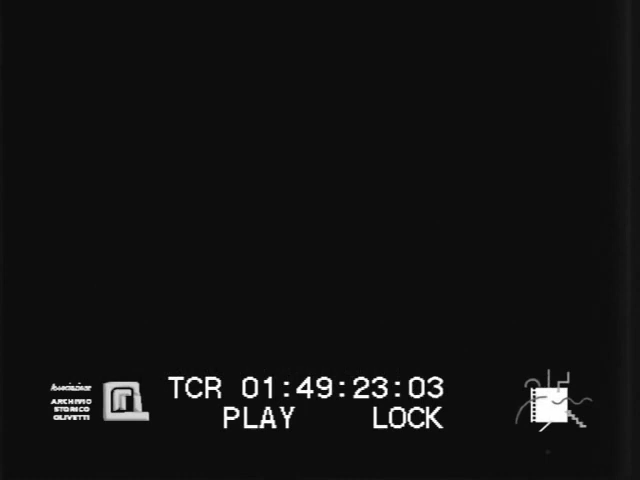 Associazione
ARCHIVIO
STORICO
OLIVETTI
TCR 01:49:23:03
PLAY LOCK